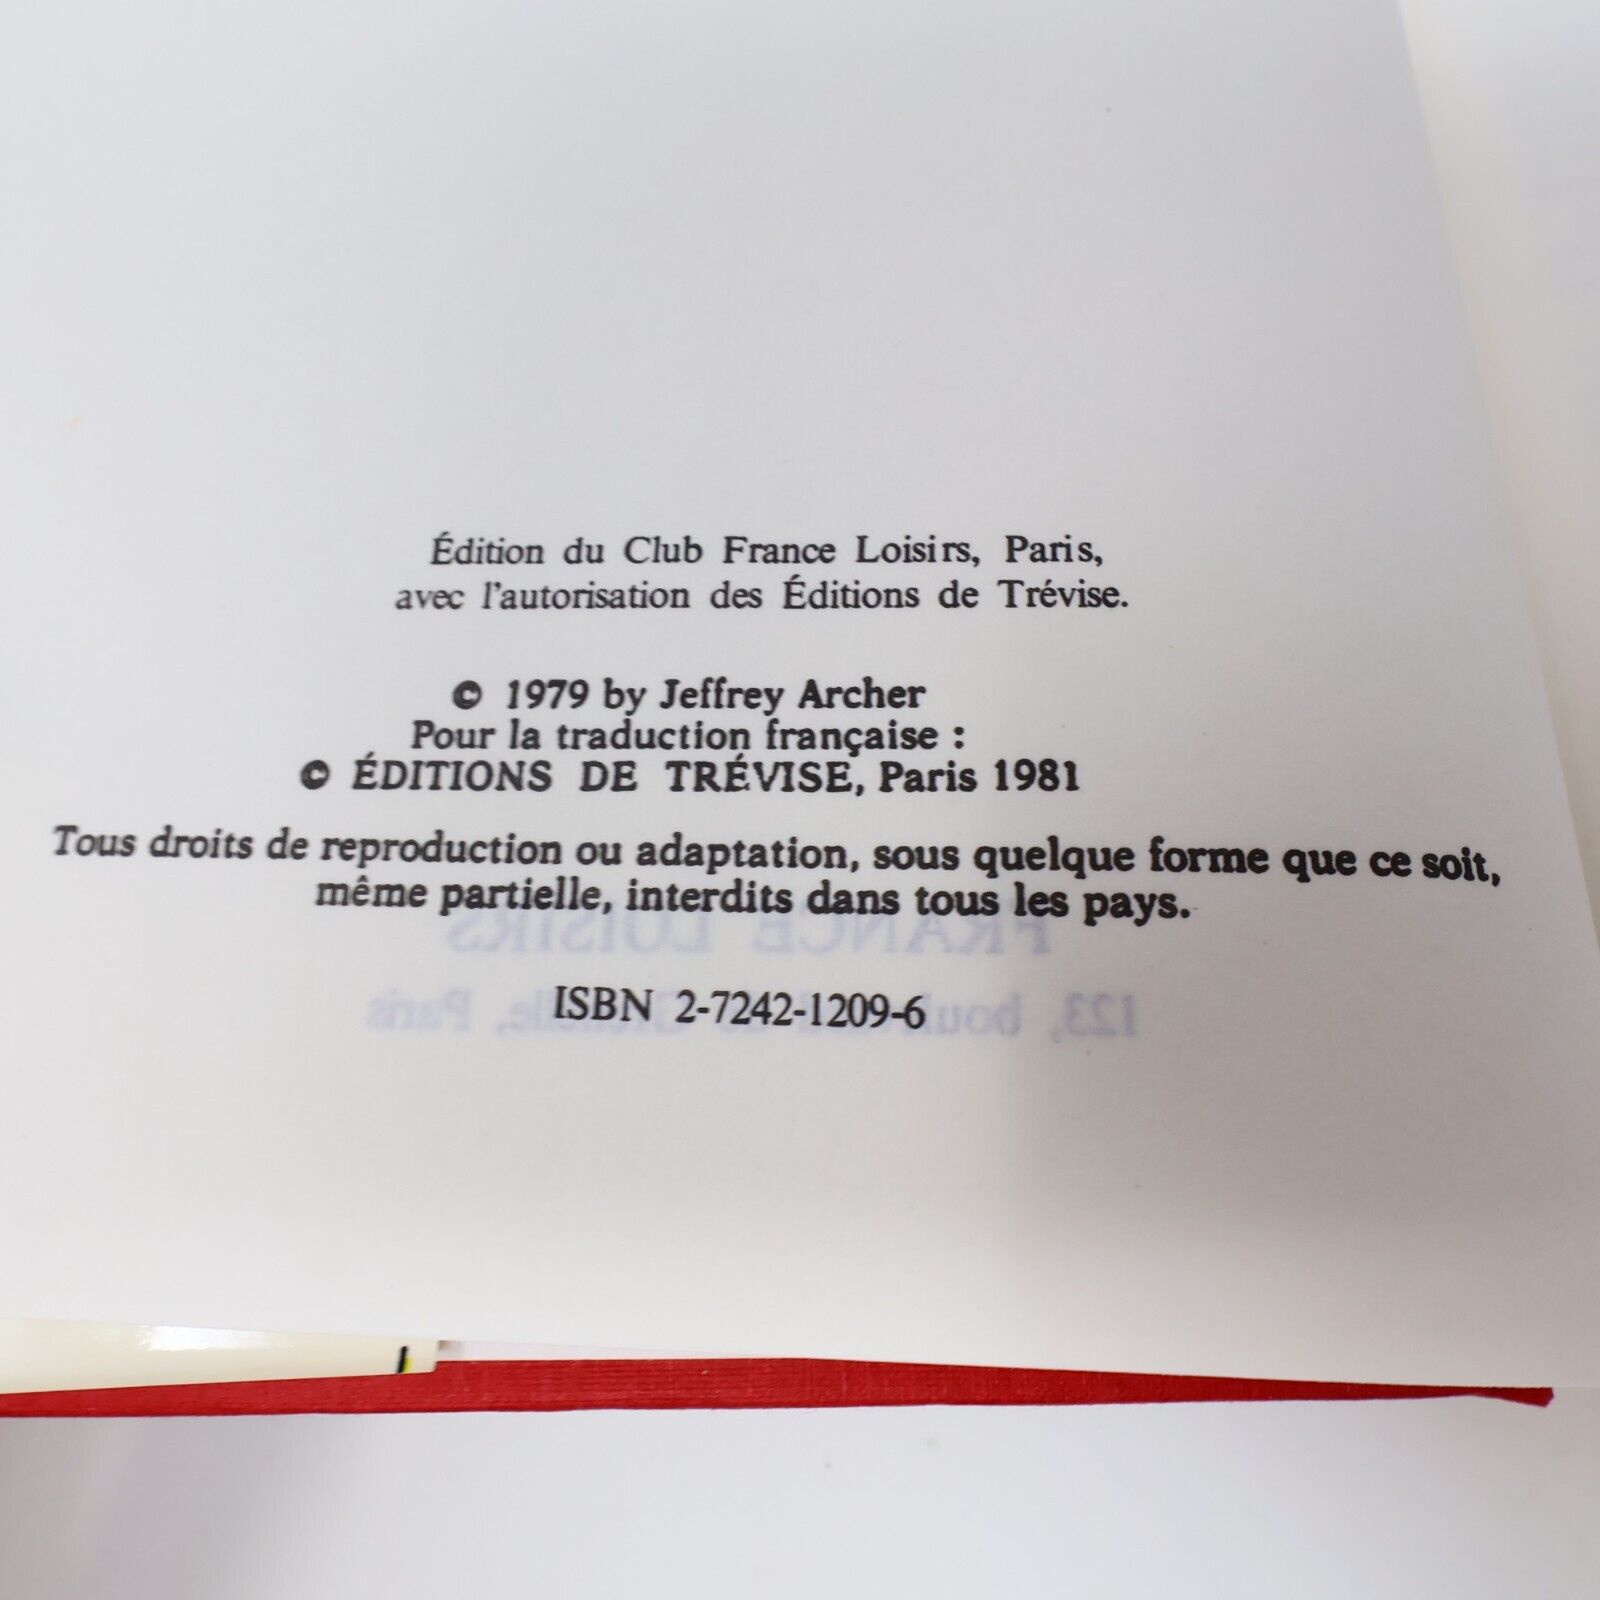 Édition du Club France Loisirs, Paris,
avec l'autorisation des Éditions de Trévise.
© 1979 by Jeffrey Archer
Pour la traduction française :
© ÉDITIONS DE TRÉVISE, Paris 1981
Tous droits de reproduction ou adaptation, sous quelque forme que ce soit,
même partielle, interdits dans tous les pays.
FRANCE LOISIRS
ISBN 2-7242-1209-6